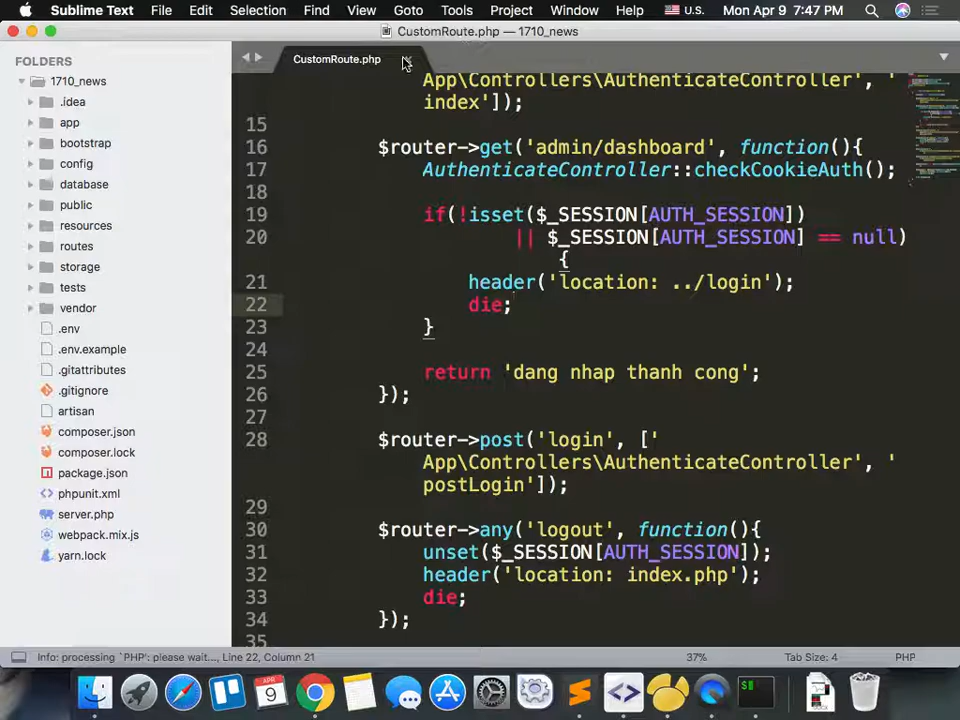 Sublime Text File Edit Selection Find View Goto Tools Project Window Help U.S. Mon Apr 9 7:47 PM
CustomRoute.php — 1710_news
FOLDERS
1710_news
.idea
app
bootstrap
config
database
public
resources
routes
storage
tests
vendor
.env
.env.example
.gitattributes
.gitignore
artisan
composer.json
composer.lock
package.json
phpunit.xml
server.php
webpack.mix.js
yarn.lock
CustomRoute.php
App\Controllers\AuthenticateController', '
index']);
15
16 $router->get('admin/dashboard', function(){
17 AuthenticateController::checkCookieAuth();
18
19 if(!isset($_SESSION[AUTH_SESSION])
20 || $_SESSION[AUTH_SESSION] == null)
{
21 header('location: ../login');
22 die;
23 }
24
25 return 'dang nhap thanh cong';
26 });
27
28 $router->post('login', ['
App\Controllers\AuthenticateController', '
postLogin']);
29
30 $router->any('logout', function(){
31 unset($_SESSION[AUTH_SESSION]);
32 header('location: index.php');
33 die;
34 });
35
Info: processing `PHP`: please wait..., Line 22, Column 21 37% Tab Size: 4 PHP
APR
9